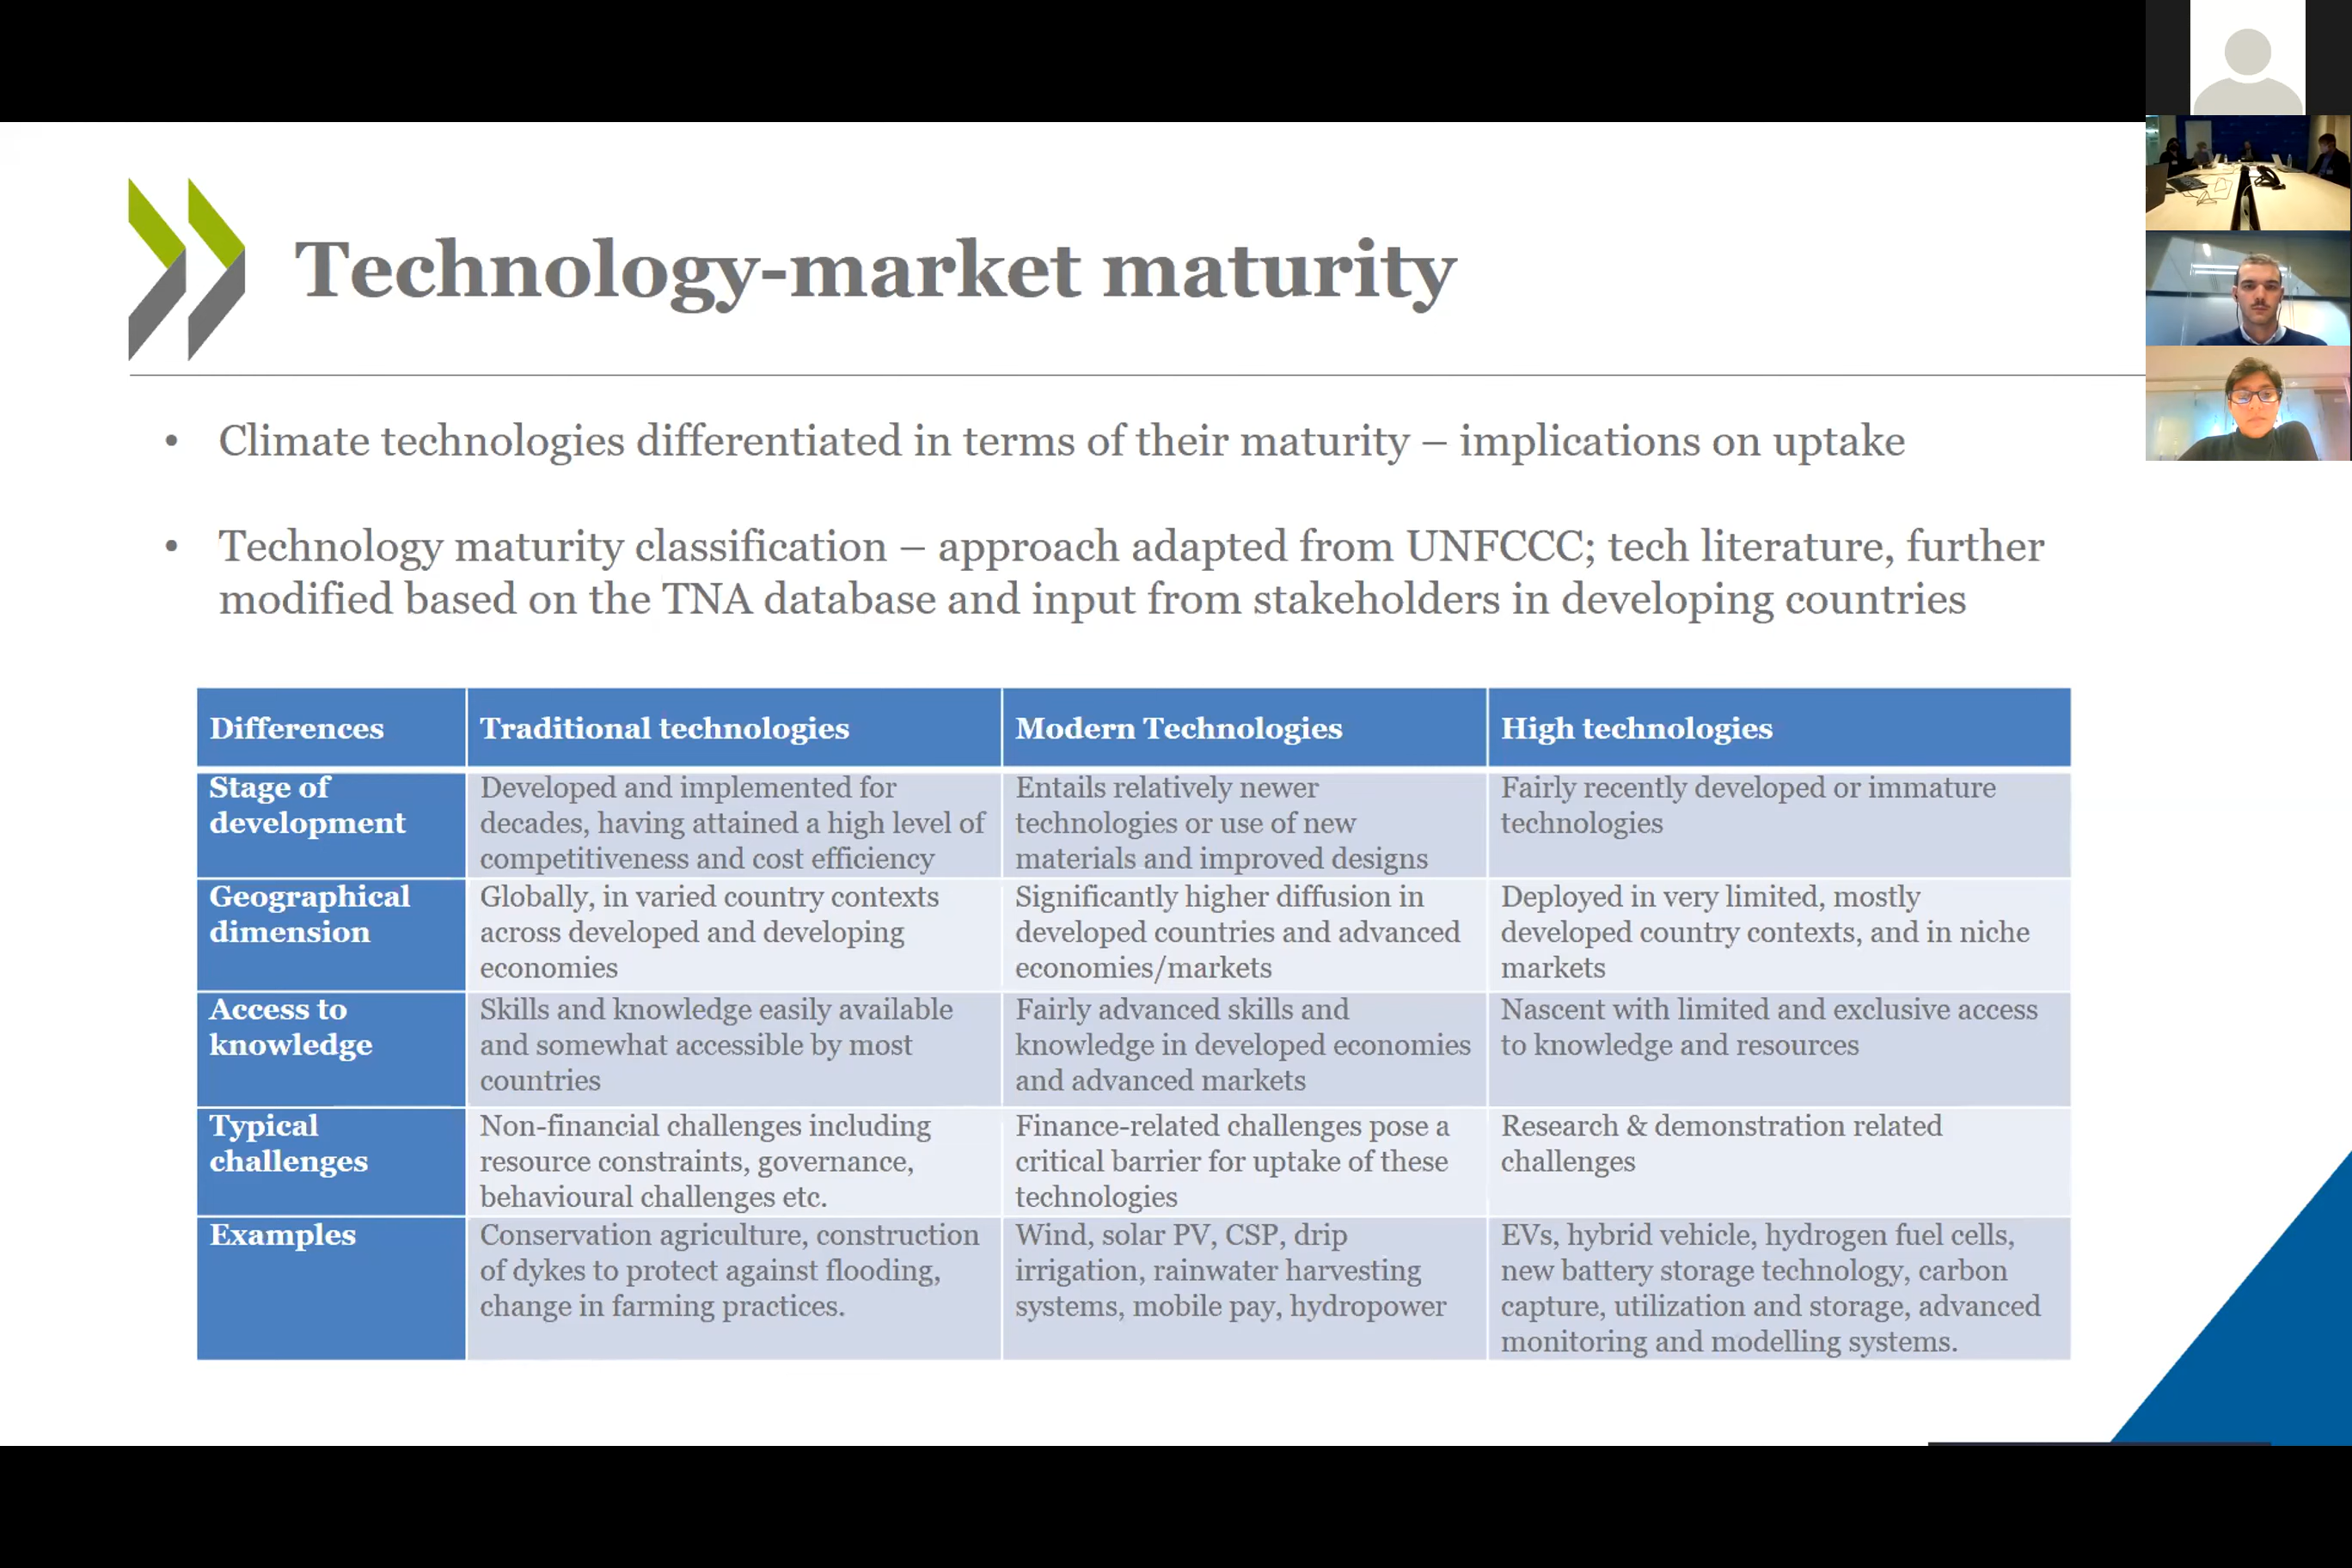 Technology-market maturity
• Climate technologies differentiated in terms of their maturity – implications on uptake
• Technology maturity classification – approach adapted from UNFCCC; tech literature, further
modified based on the TNA database and input from stakeholders in developing countries
Differences
Traditional technologies
Modern Technologies
High technologies
Stage of
development
Developed and implemented for
decades, having attained a high level of
competitiveness and cost efficiency
Entails relatively newer
technologies or use of new
materials and improved designs
Fairly recently developed or immature
technologies
Geographical
dimension
Globally, in varied country contexts
across developed and developing
economies
Significantly higher diffusion in
developed countries and advanced
economies/markets
Deployed in very limited, mostly
developed country contexts, and in niche
markets
Access to
knowledge
Skills and knowledge easily available
and somewhat accessible by most
countries
Fairly advanced skills and
knowledge in developed economies
and advanced markets
Nascent with limited and exclusive access
to knowledge and resources
Typical
challenges
Non-financial challenges including
resource constraints, governance,
behavioural challenges etc.
Finance-related challenges pose a
critical barrier for uptake of these
technologies
Research & demonstration related
challenges
Examples
Conservation agriculture, construction
of dykes to protect against flooding,
change in farming practices.
Wind, solar PV, CSP, drip
irrigation, rainwater harvesting
systems, mobile pay, hydropower
EVs, hybrid vehicle, hydrogen fuel cells,
new battery storage technology, carbon
capture, utilization and storage, advanced
monitoring and modelling systems.